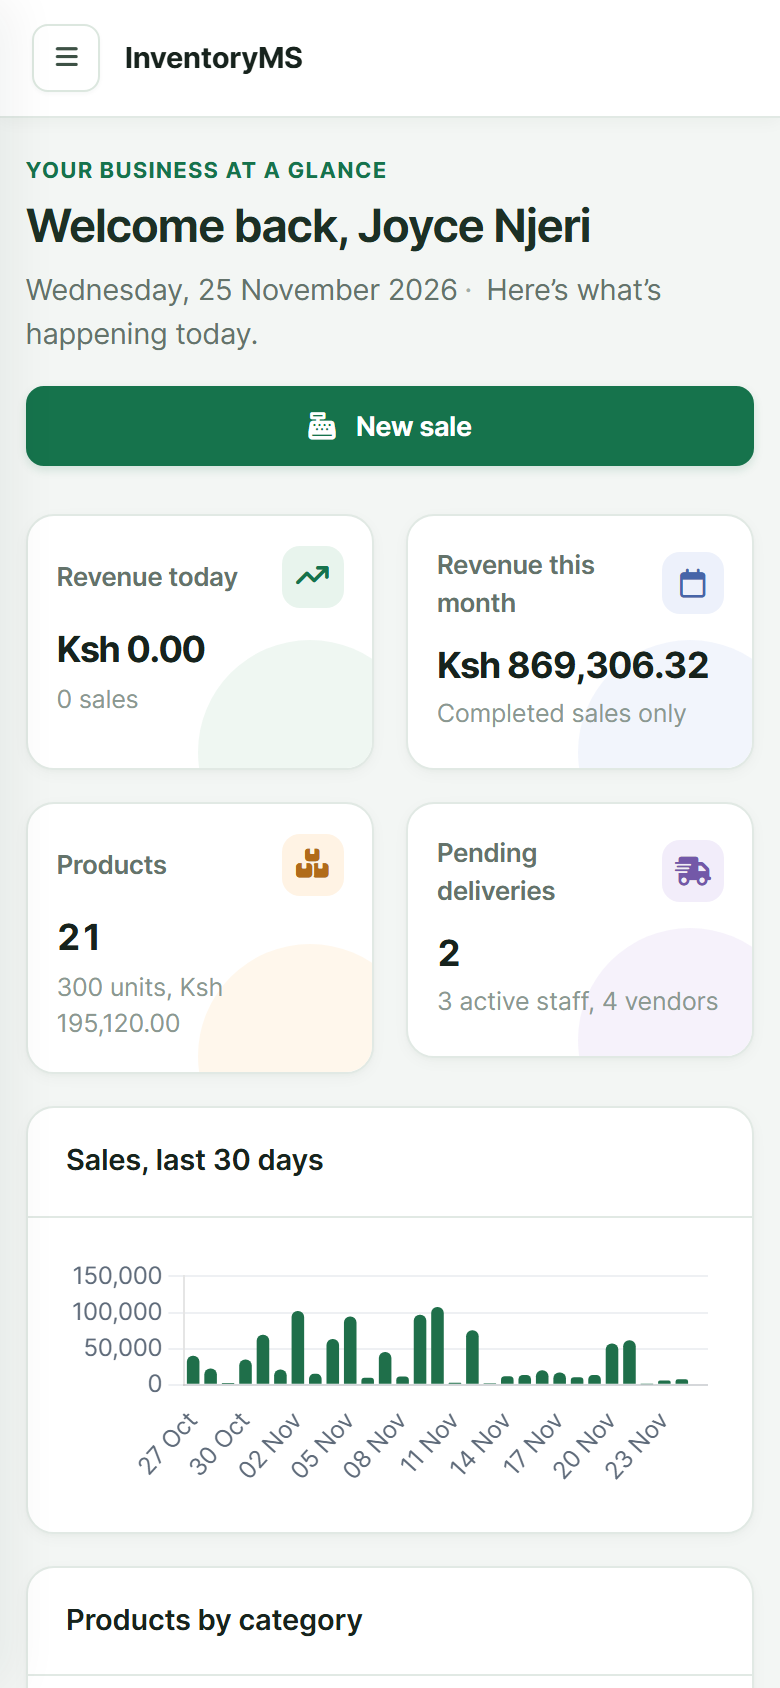 InventoryMS
YOUR BUSINESS AT A GLANCE
Welcome back, Joyce Njeri
Wednesday, 25 November 2026 · Here’s what’s
happening today.
New sale
Revenue today
Ksh 0.00
0 sales
Revenue this
month
Ksh 869,306.32
Completed sales only
Products
21
300 units, Ksh
195,120.00
Pending
deliveries
2
3 active staff, 4 vendors
Sales, last 30 days
150,000
100,000
50,000
0
27 Oct
30 Oct
02 Nov
05 Nov
08 Nov
11 Nov
14 Nov
17 Nov
20 Nov
23 Nov
Products by category